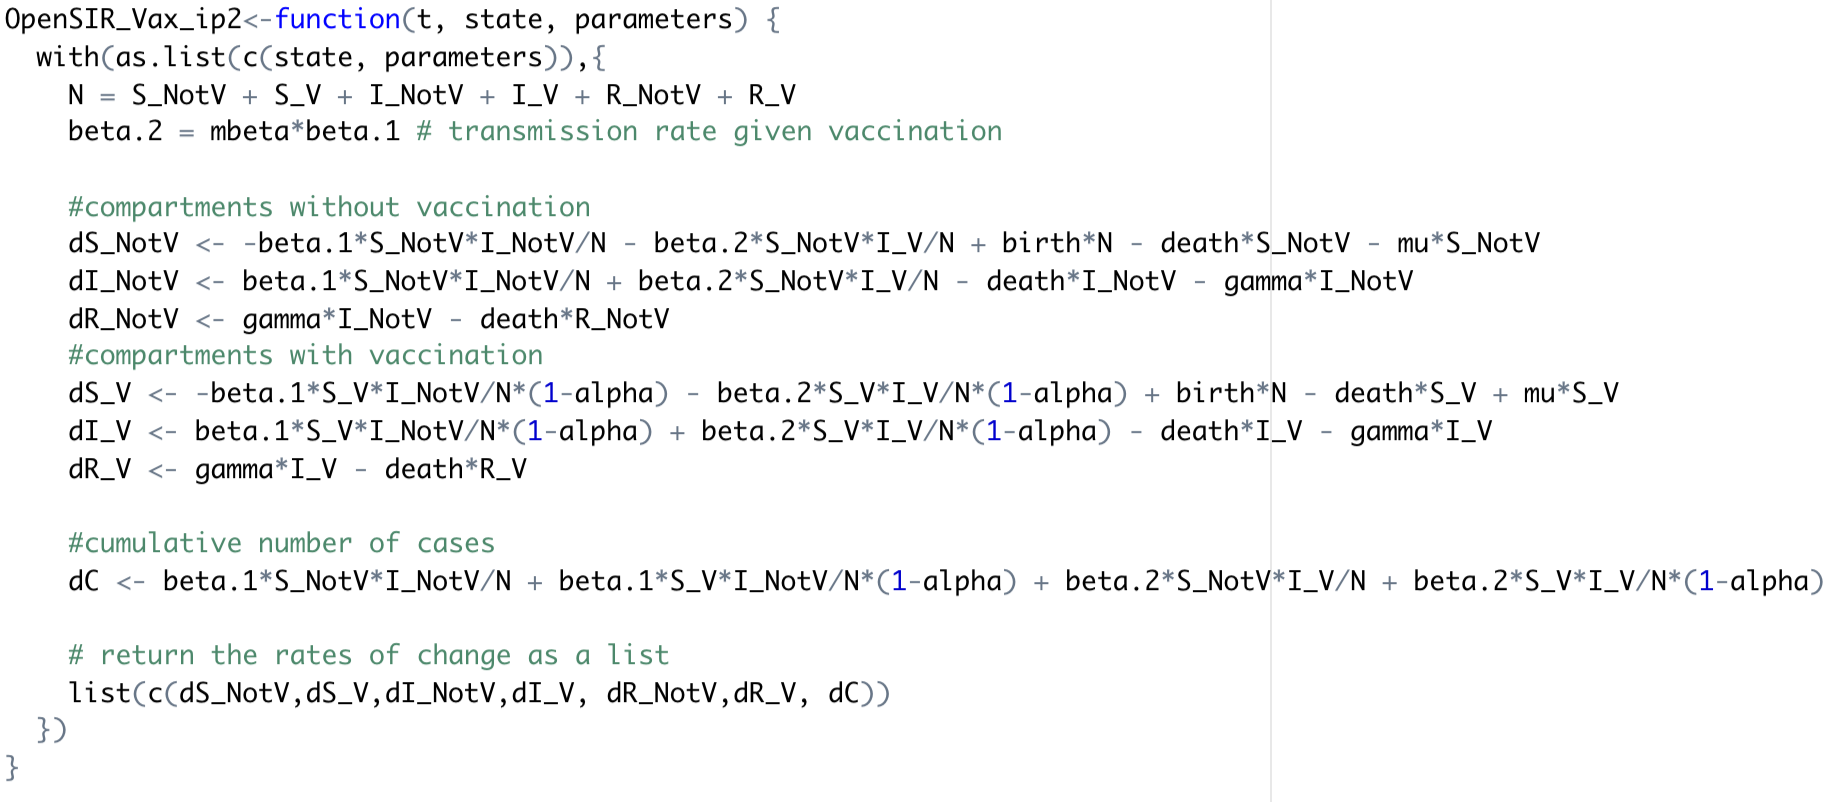 OpenSIR_Vax_ip2<-function(t, state, parameters) {
  with(as.list(c(state, parameters)),{
    N = S_NotV + S_V + I_NotV + I_V + R_NotV + R_V
    beta.2 = mbeta*beta.1 # transmission rate given vaccination

    #compartments without vaccination
    dS_NotV <- -beta.1*S_NotV*I_NotV/N - beta.2*S_NotV*I_V/N + birth*N - death*S_NotV - mu*S_NotV
    dI_NotV <- beta.1*S_NotV*I_NotV/N + beta.2*S_NotV*I_V/N - death*I_NotV - gamma*I_NotV
    dR_NotV <- gamma*I_NotV - death*R_NotV
    #compartments with vaccination
    dS_V <- -beta.1*S_V*I_NotV/N*(1-alpha) - beta.2*S_V*I_V/N*(1-alpha) + birth*N - death*S_V + mu*S_V
    dI_V <- beta.1*S_V*I_NotV/N*(1-alpha) + beta.2*S_V*I_V/N*(1-alpha) - death*I_V - gamma*I_V
    dR_V <- gamma*I_V - death*R_V

    #cumulative number of cases
    dC <- beta.1*S_NotV*I_NotV/N + beta.1*S_V*I_NotV/N*(1-alpha) + beta.2*S_NotV*I_V/N + beta.2*S_V*I_V/N*(1-alpha)

    # return the rates of change as a list
    list(c(dS_NotV,dS_V,dI_NotV,dI_V, dR_NotV,dR_V, dC))
  })
}